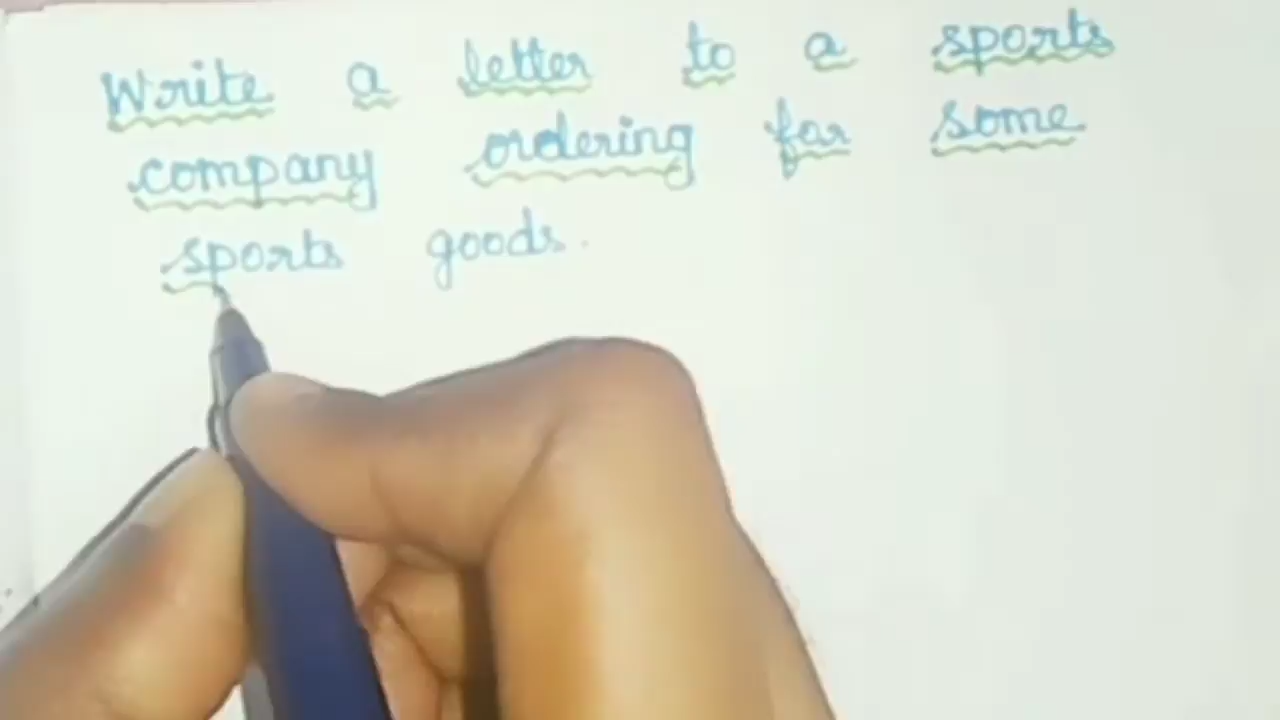 Write a letter to a sports
company ordering for some
sports goods.